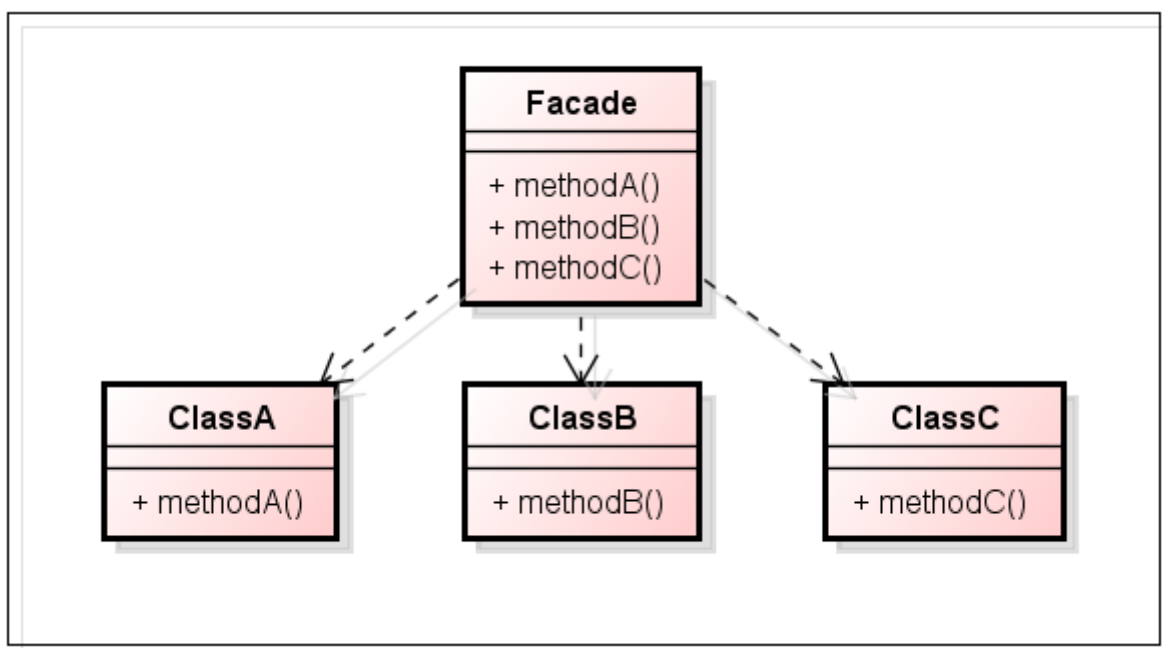 Facade
+ methodA()
+ methodB()
+ methodC()
ClassA
+ methodA()
ClassB
+ methodB()
ClassC
+ methodC()